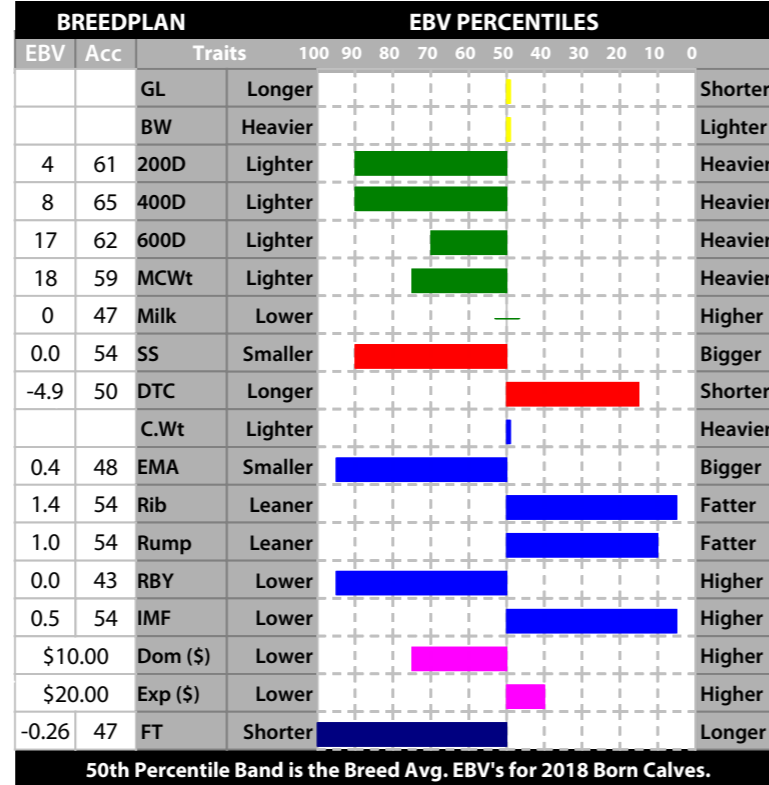 BREEDPLAN EBV PERCENTILES
EBV Acc Traits 100 90 80 70 60 50 40 30 20 10 0
GL Longer Shorter
BW Heavier Lighter
4 61 200D Lighter Heavier
8 65 400D Lighter Heavier
17 62 600D Lighter Heavier
18 59 MCWt Lighter Heavier
0 47 Milk Lower Higher
0.0 54 SS Smaller Bigger
-4.9 50 DTC Longer Shorter
C.Wt Lighter Heavier
0.4 48 EMA Smaller Bigger
1.4 54 Rib Leaner Fatter
1.0 54 Rump Leaner Fatter
0.0 43 RBY Lower Higher
0.5 54 IMF Lower Higher
$10.00 Dom ($) Lower Higher
$20.00 Exp ($) Lower Higher
-0.26 47 FT Shorter Longer
50th Percentile Band is the Breed Avg. EBV's for 2018 Born Calves.